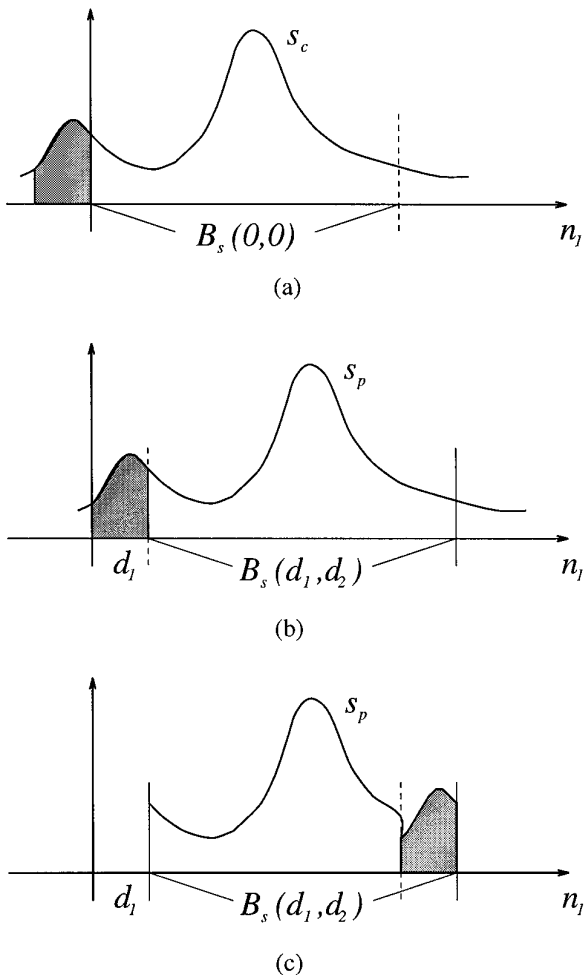 s_c
B_s(0,0)
n_1
(a)
s_p
d_1
B_s(d_1,d_2)
n_1
(b)
s_p
d_1
B_s(d_1,d_2)
n_1
(c)